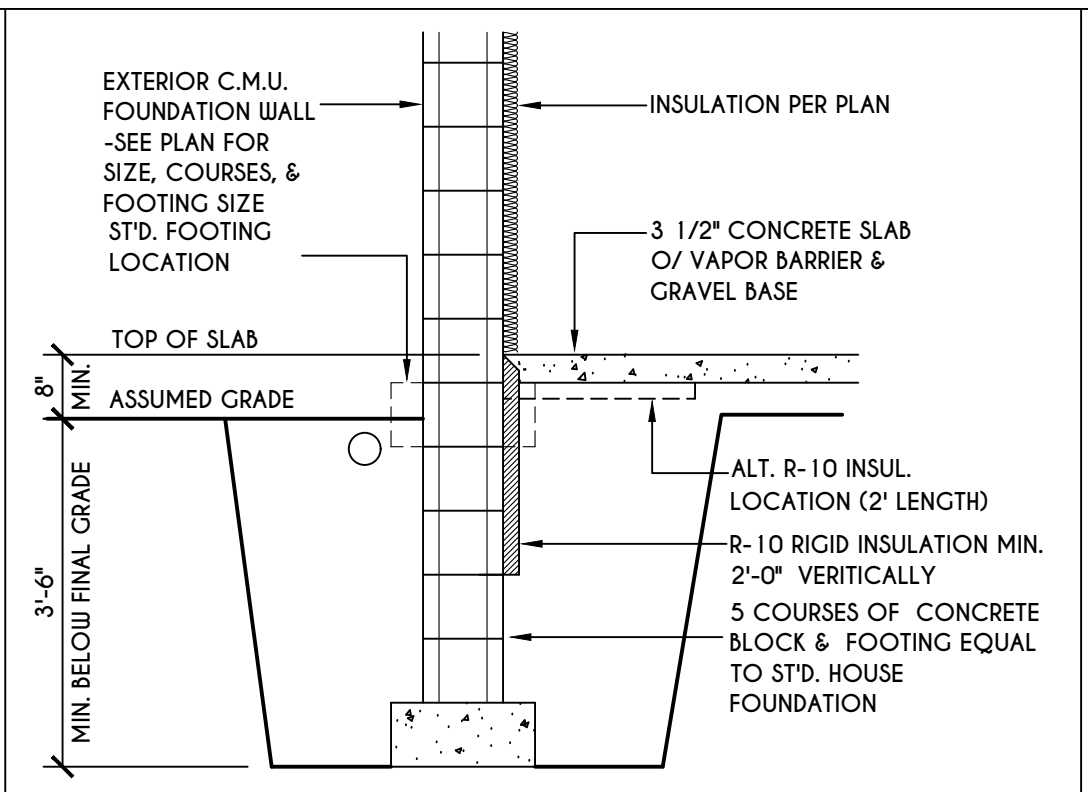 EXTERIOR C.M.U.
FOUNDATION WALL
-SEE PLAN FOR
SIZE, COURSES, &
FOOTING SIZE
ST'D. FOOTING
LOCATION
INSULATION PER PLAN
3 1/2" CONCRETE SLAB
O/ VAPOR BARRIER &
GRAVEL BASE
TOP OF SLAB
8"
MIN.
ASSUMED GRADE
3'-6"
MIN. BELOW FINAL GRADE
ALT. R-10 INSUL.
LOCATION (2' LENGTH)
R-10 RIGID INSULATION MIN.
2'-0" VERITICALLY
5 COURSES OF CONCRETE
BLOCK & FOOTING EQUAL
TO ST'D. HOUSE
FOUNDATION